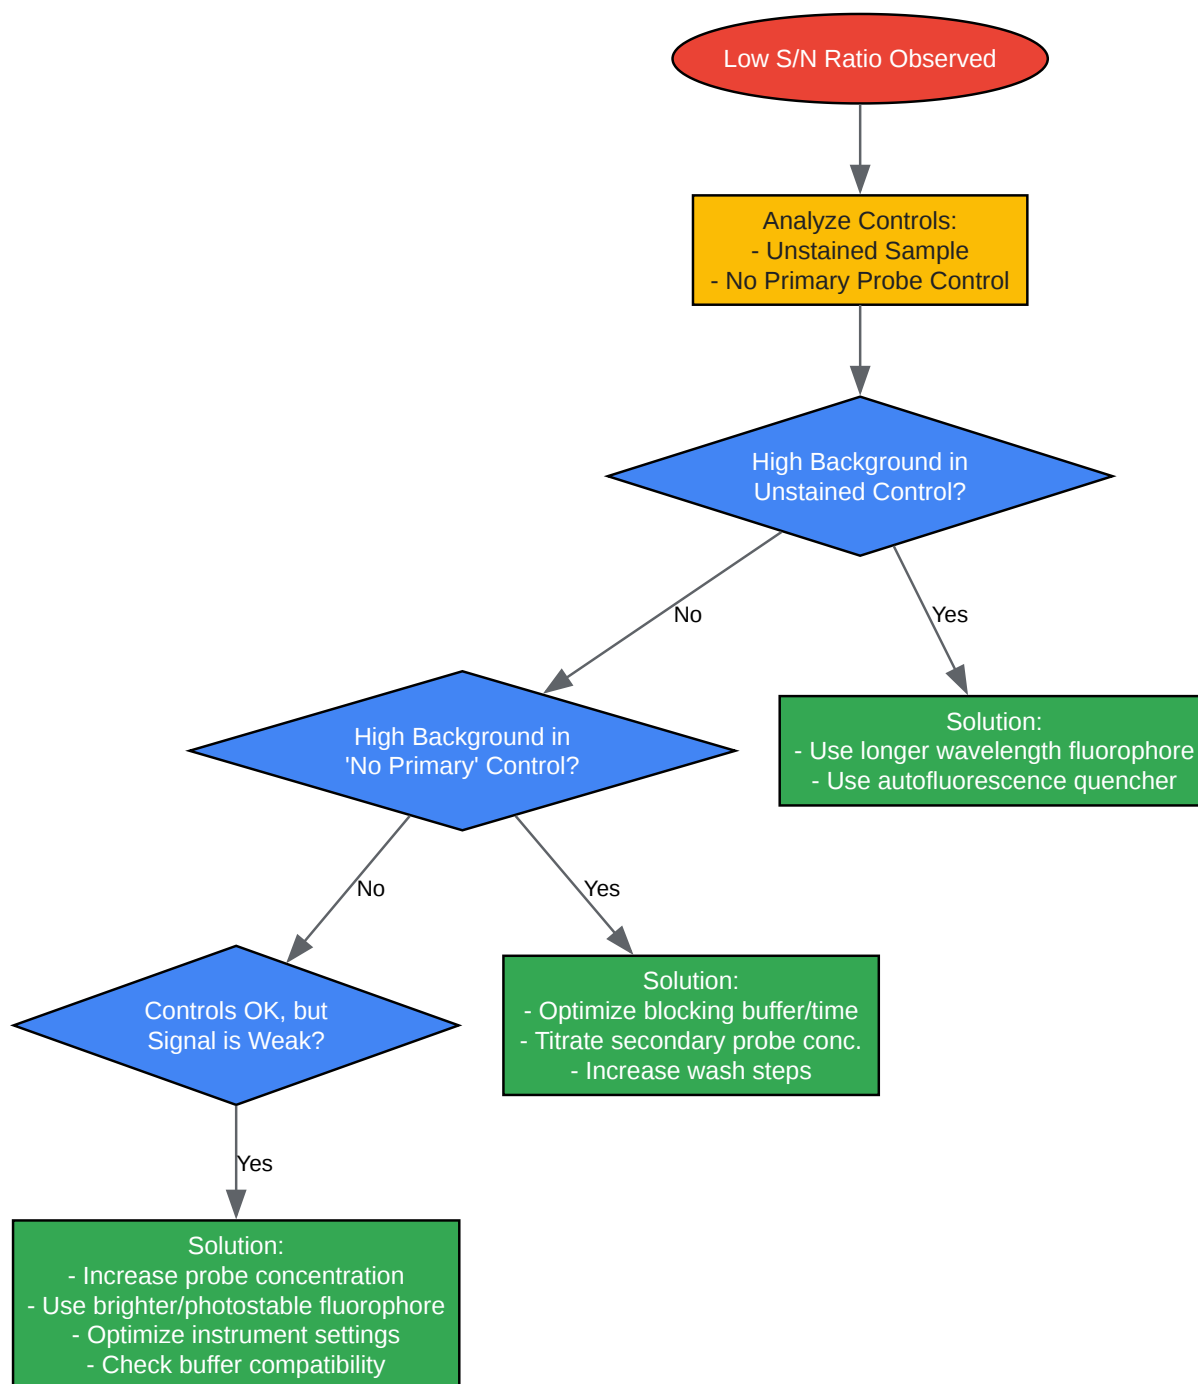 Low S/N Ratio Observed
Analyze Controls:
- Unstained Sample
- No Primary Probe Control
High Background in
Unstained Control?
No
Yes
High Background in
'No Primary' Control?
Solution:
- Use longer wavelength fluorophore
- Use autofluorescence quencher
No
Yes
Controls OK, but
Signal is Weak?
Solution:
- Optimize blocking buffer/time
- Titrate secondary probe conc.
- Increase wash steps
Yes
Solution:
- Increase probe concentration
- Use brighter/photostable fluorophore
- Optimize instrument settings
- Check buffer compatibility